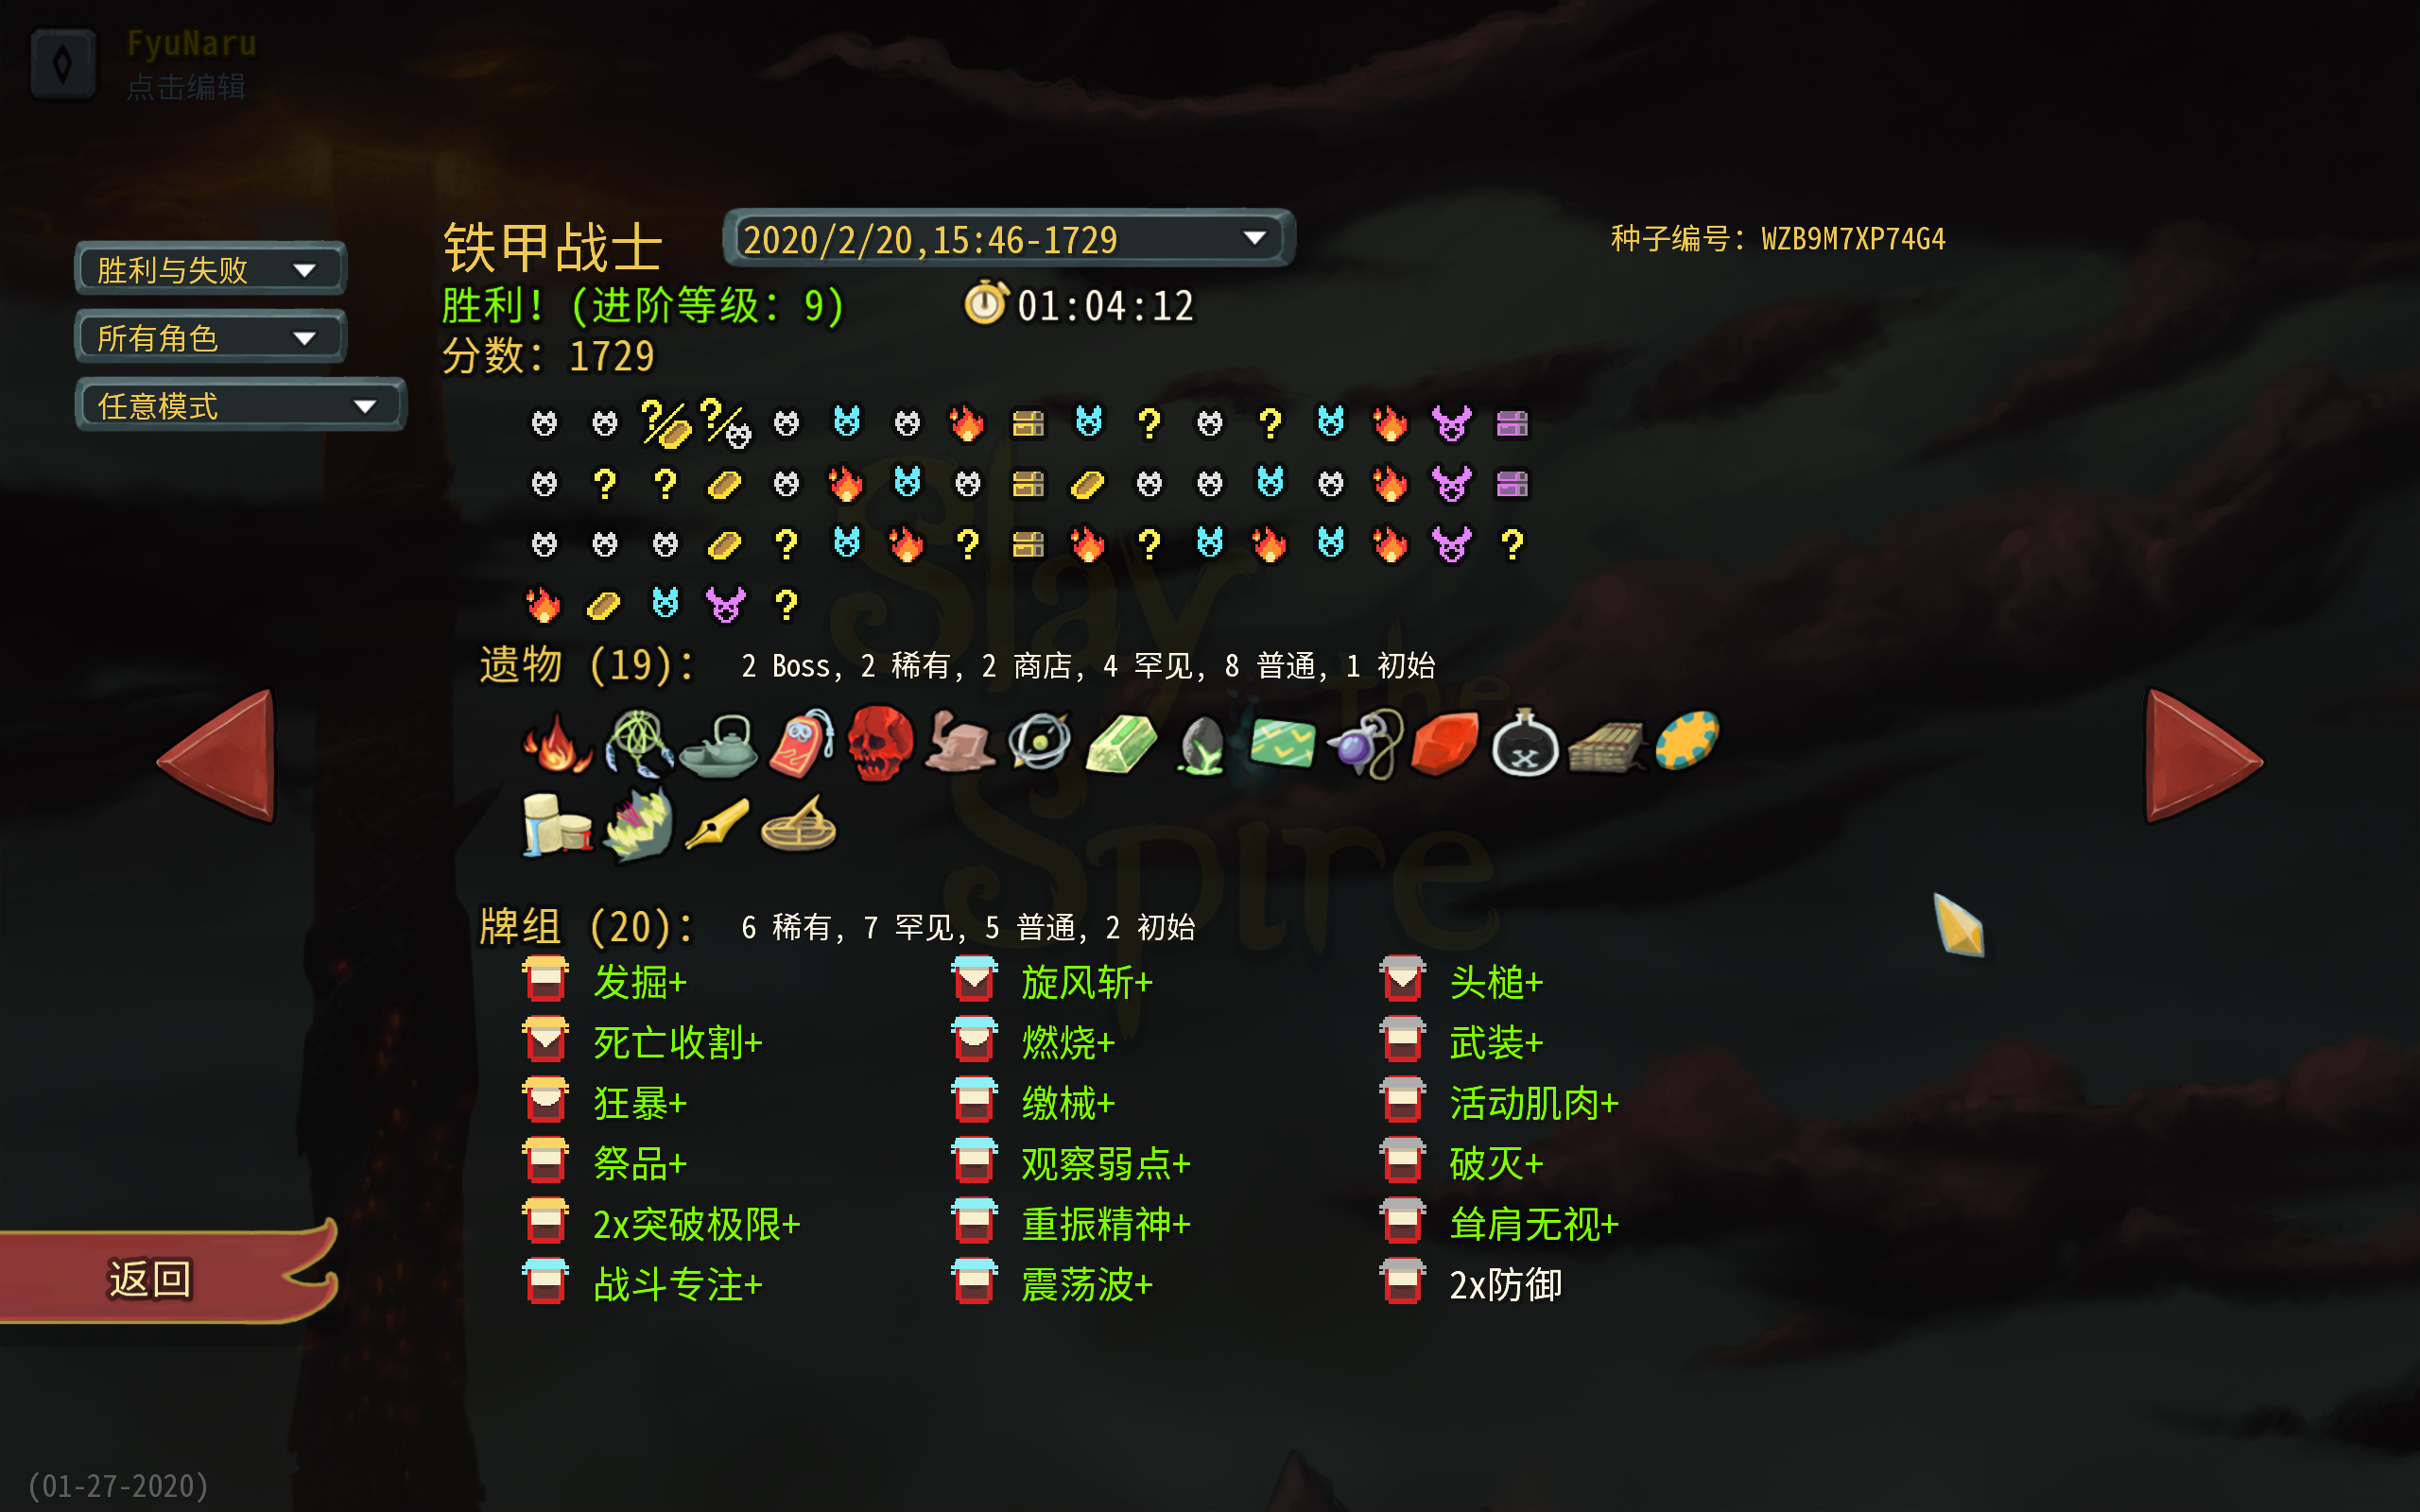 FyuNaru
点击编辑
铁甲战士
2020/2/20,15:46-1729
种子编号：WZB9M7XP74G4
胜利与失败
所有角色
任意模式
胜利！(进阶等级：9)
01:04:12
分数：1729
遗物 (19)：
2 Boss, 2 稀有, 2 商店, 4 罕见, 8 普通, 1 初始
牌组 (20)：
6 稀有, 7 罕见, 5 普通, 2 初始
发掘+
旋风斩+
头槌+
死亡收割+
燃烧+
武装+
狂暴+
缴械+
活动肌肉+
祭品+
观察弱点+
破灭+
2x突破极限+
重振精神+
耸肩无视+
战斗专注+
震荡波+
2x防御
返回
Slay
the
Spire
(01-27-2020)